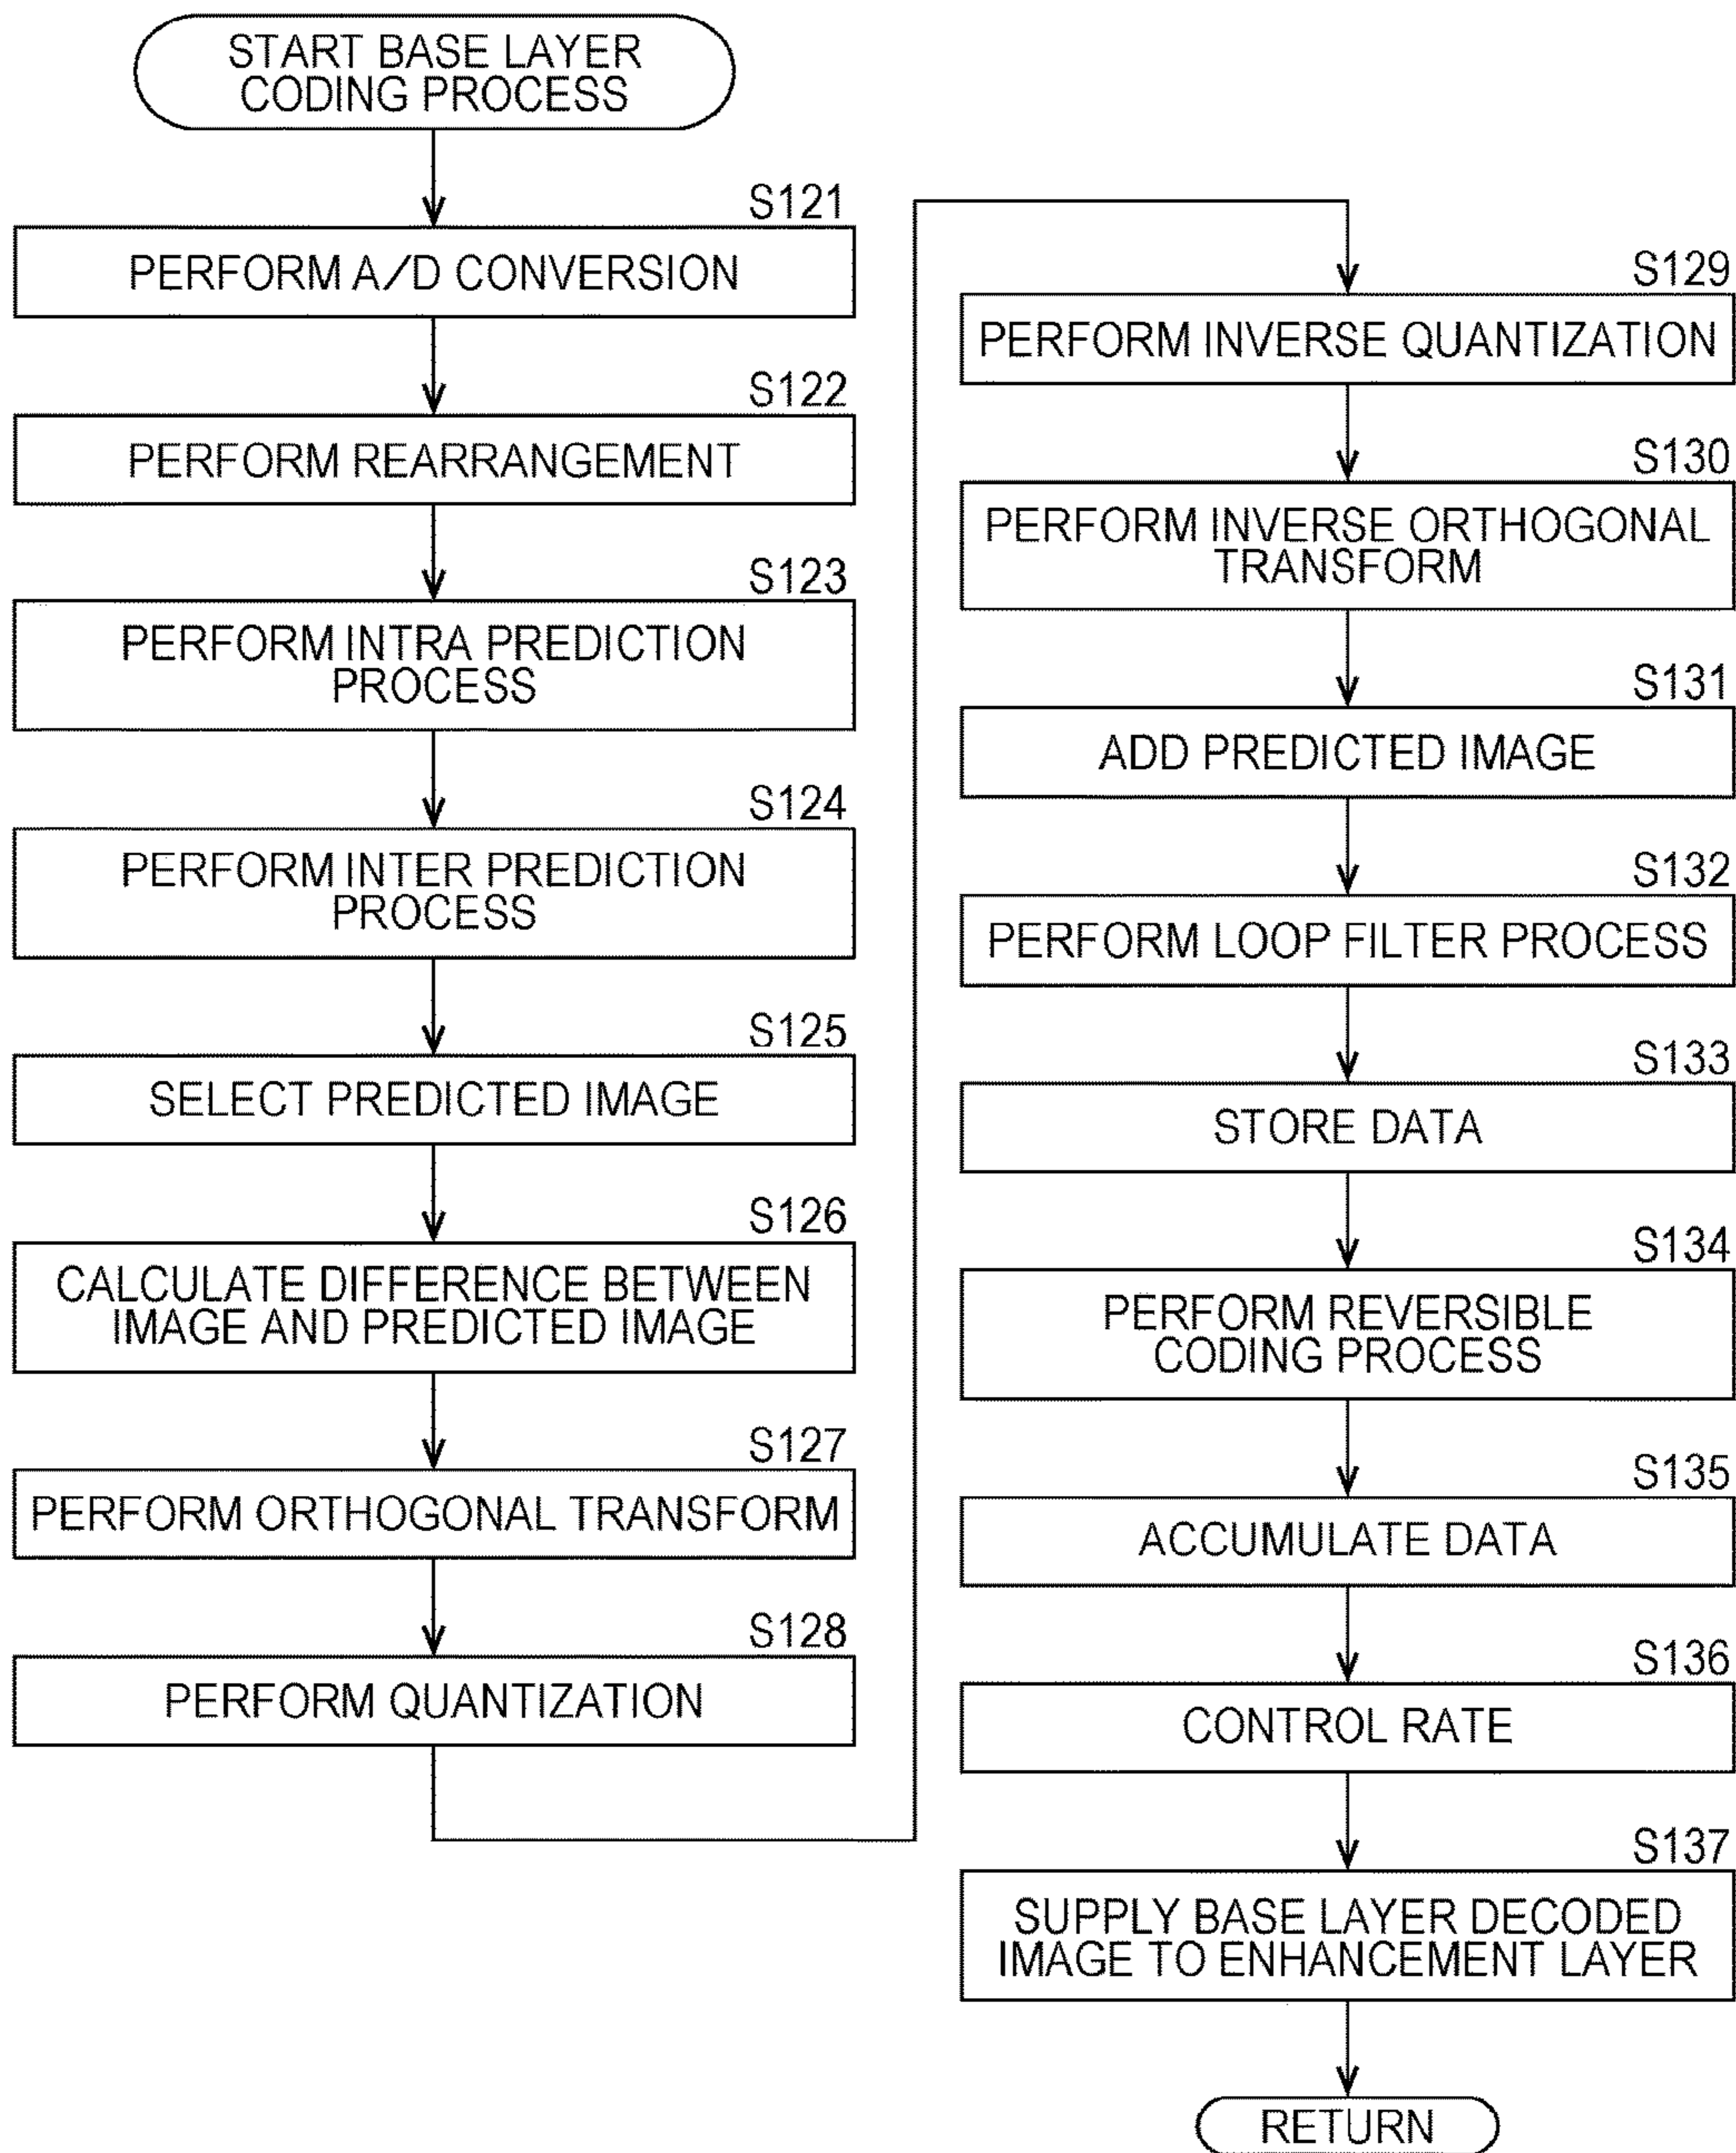 START BASE LAYER
CODING PROCESS
S121
PERFORM A/D CONVERSION
S122
PERFORM REARRANGEMENT
S123
PERFORM INTRA PREDICTION
PROCESS
S124
PERFORM INTER PREDICTION
PROCESS
S125
SELECT PREDICTED IMAGE
S126
CALCULATE DIFFERENCE BETWEEN
IMAGE AND PREDICTED IMAGE
S127
PERFORM ORTHOGONAL TRANSFORM
S128
PERFORM QUANTIZATION
S129
PERFORM INVERSE QUANTIZATION
S130
PERFORM INVERSE ORTHOGONAL
TRANSFORM
S131
ADD PREDICTED IMAGE
S132
PERFORM LOOP FILTER PROCESS
S133
STORE DATA
S134
PERFORM REVERSIBLE
CODING PROCESS
S135
ACCUMULATE DATA
S136
CONTROL RATE
S137
SUPPLY BASE LAYER DECODED
IMAGE TO ENHANCEMENT LAYER
RETURN